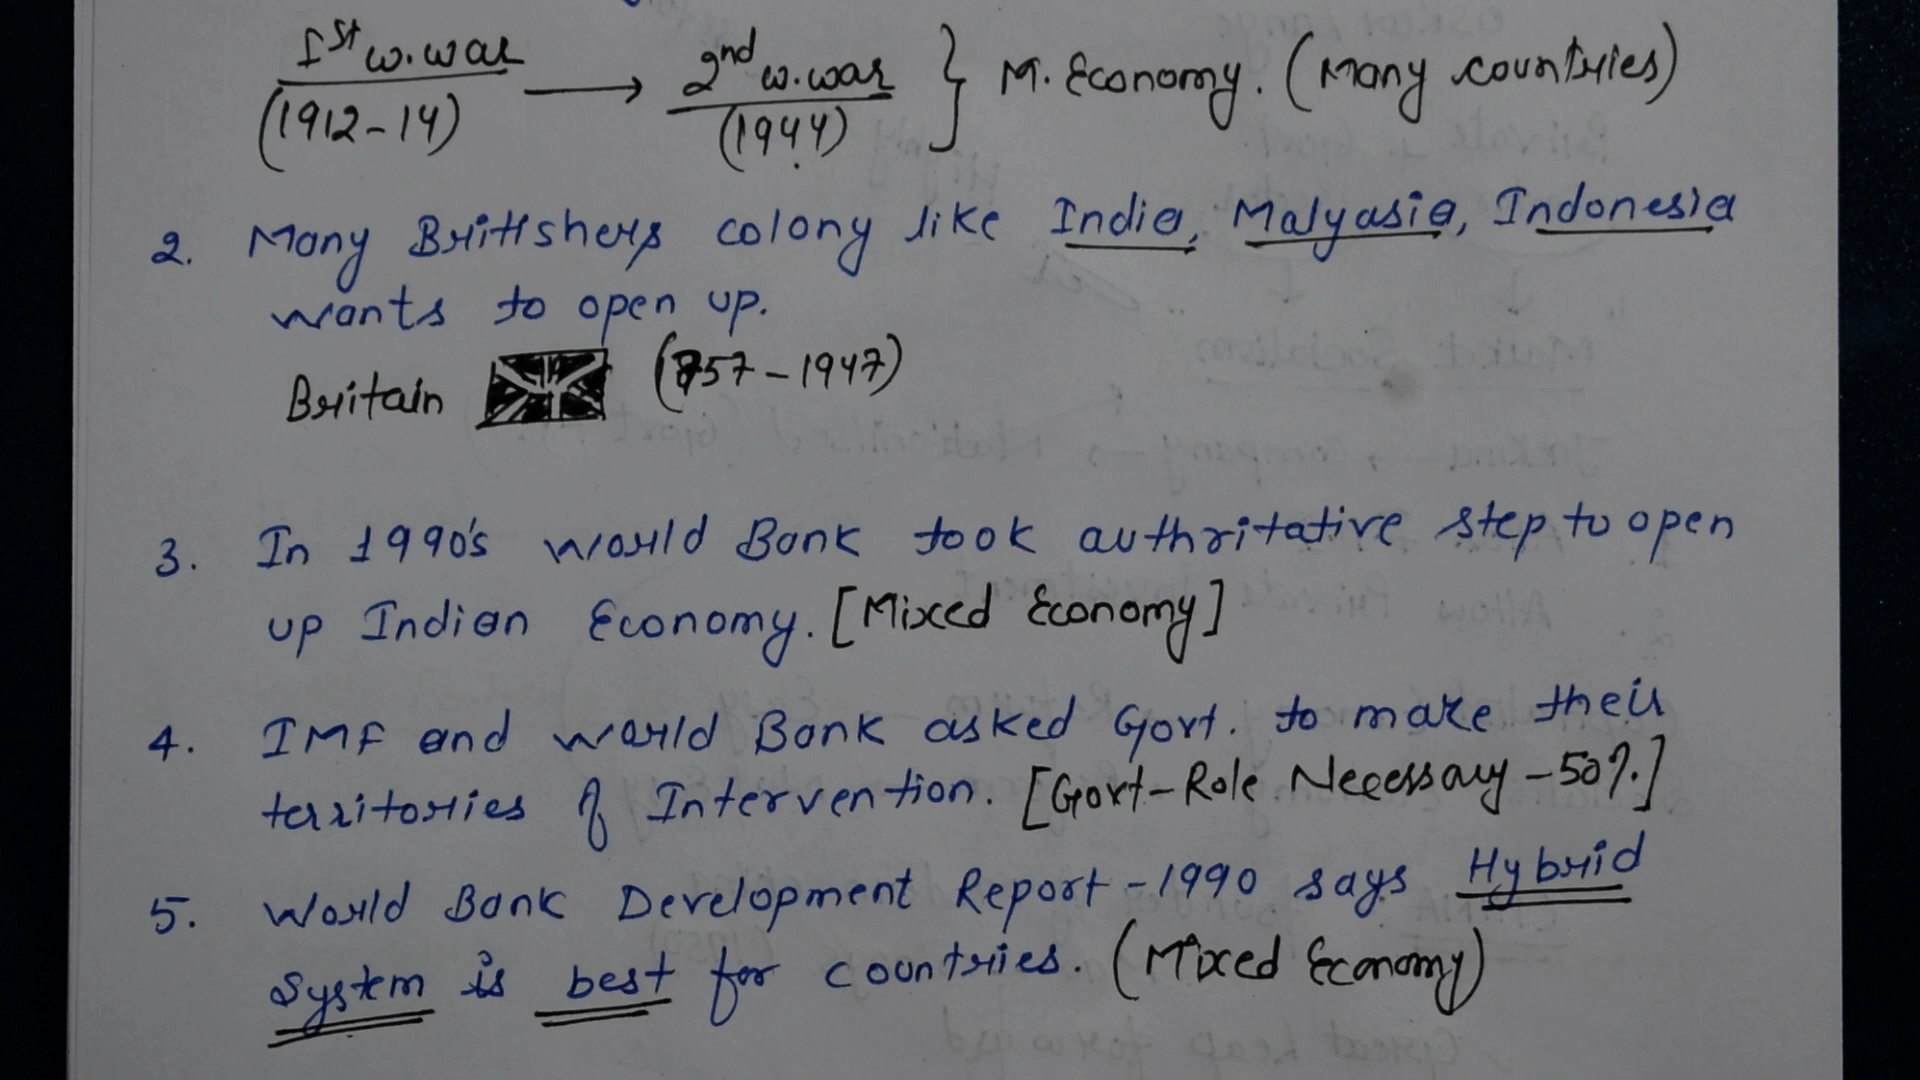 Ist W. War → 2nd W. War } M. Economy. (Many countries)
(1912-14) (1944)
2. Many Brittshers colony like India, Malyasia, Indonesia
wants to open up.
Britain (857-1947)
3. In 1990's World Bank took authritative step to open
up Indian Economy. [Mixed Economy]
4. IMF and World Bank asked Govt. to make their
territories of Intervention. [Govt-Role Necessary -50%]
5. World Bank Development Report -1990 says Hybrid
System is best for countries. (Mixed Economy)